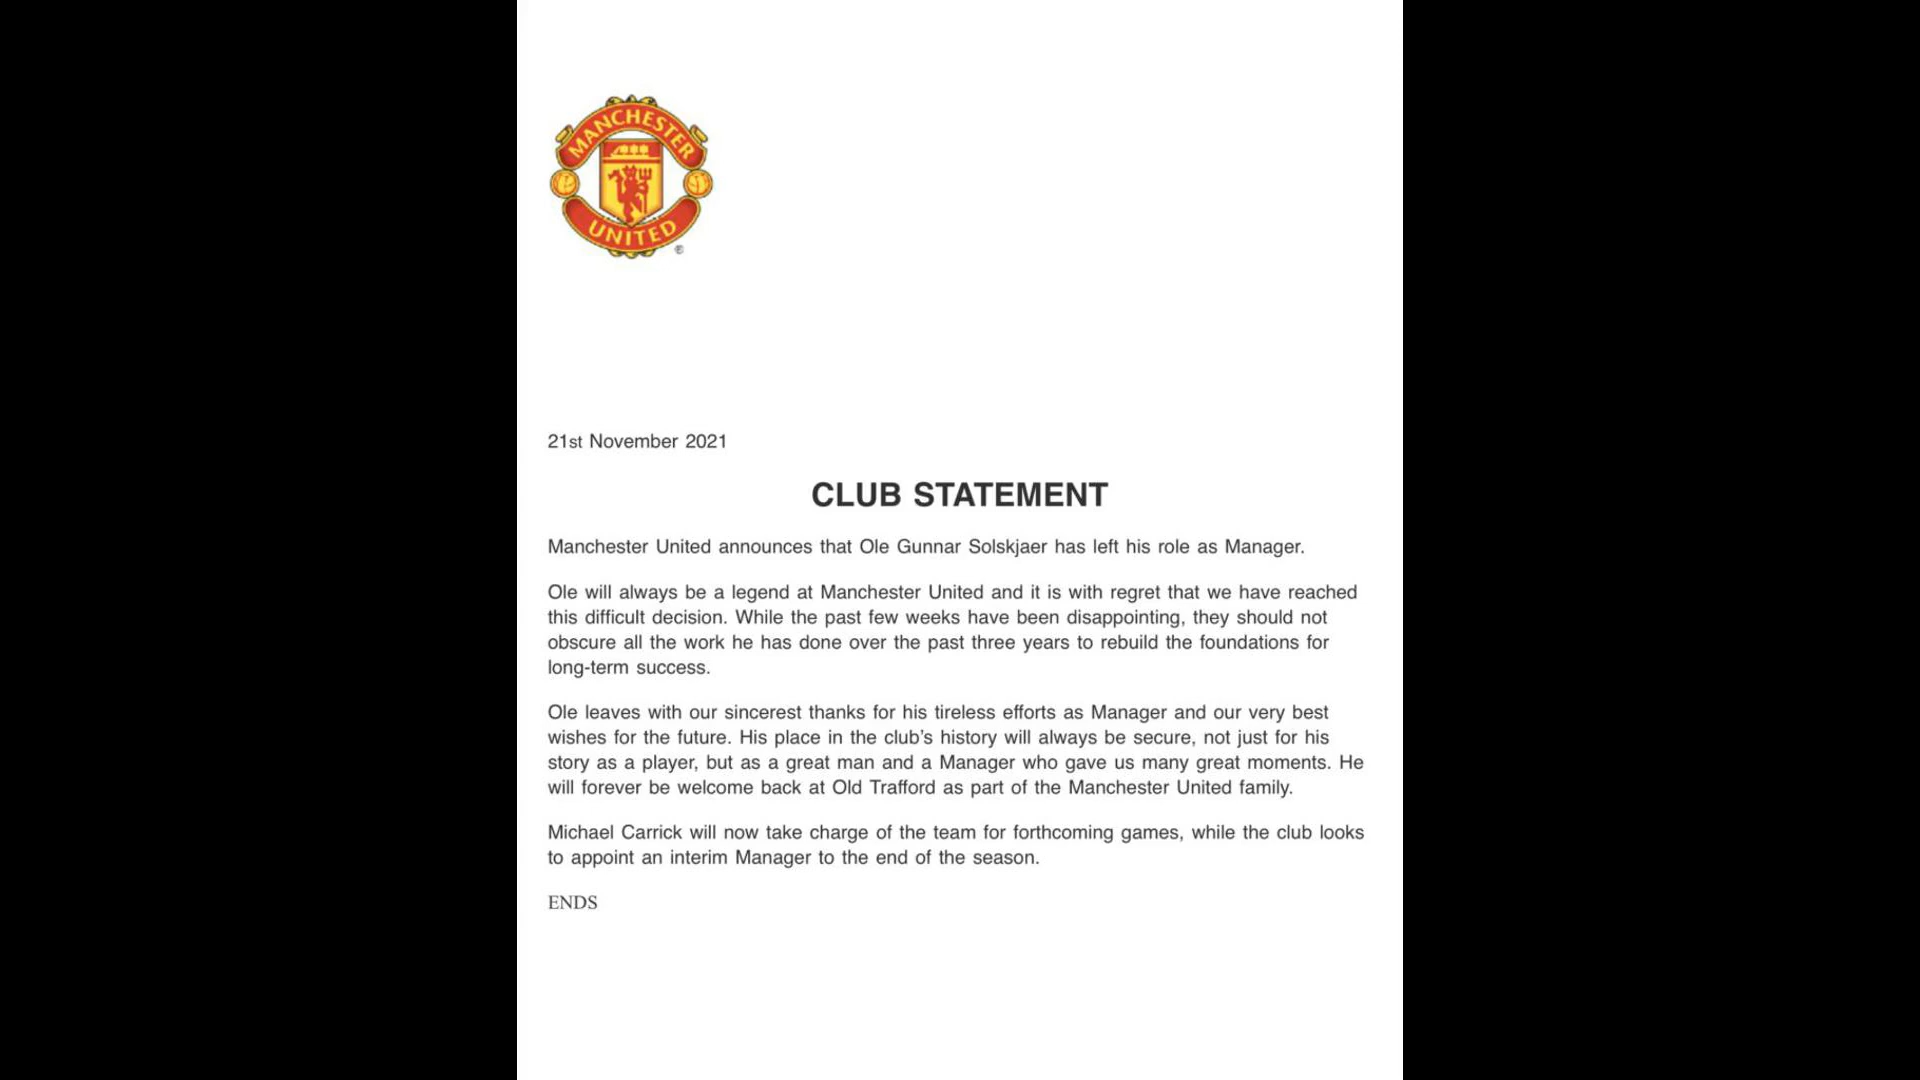 MANCHESTER
UNITED
®
21st November 2021
CLUB STATEMENT
Manchester United announces that Ole Gunnar Solskjaer has left his role as Manager.
Ole will always be a legend at Manchester United and it is with regret that we have reached
this difficult decision. While the past few weeks have been disappointing, they should not
obscure all the work he has done over the past three years to rebuild the foundations for
long-term success.
Ole leaves with our sincerest thanks for his tireless efforts as Manager and our very best
wishes for the future. His place in the club’s history will always be secure, not just for his
story as a player, but as a great man and a Manager who gave us many great moments. He
will forever be welcome back at Old Trafford as part of the Manchester United family.
Michael Carrick will now take charge of the team for forthcoming games, while the club looks
to appoint an interim Manager to the end of the season.
ENDS